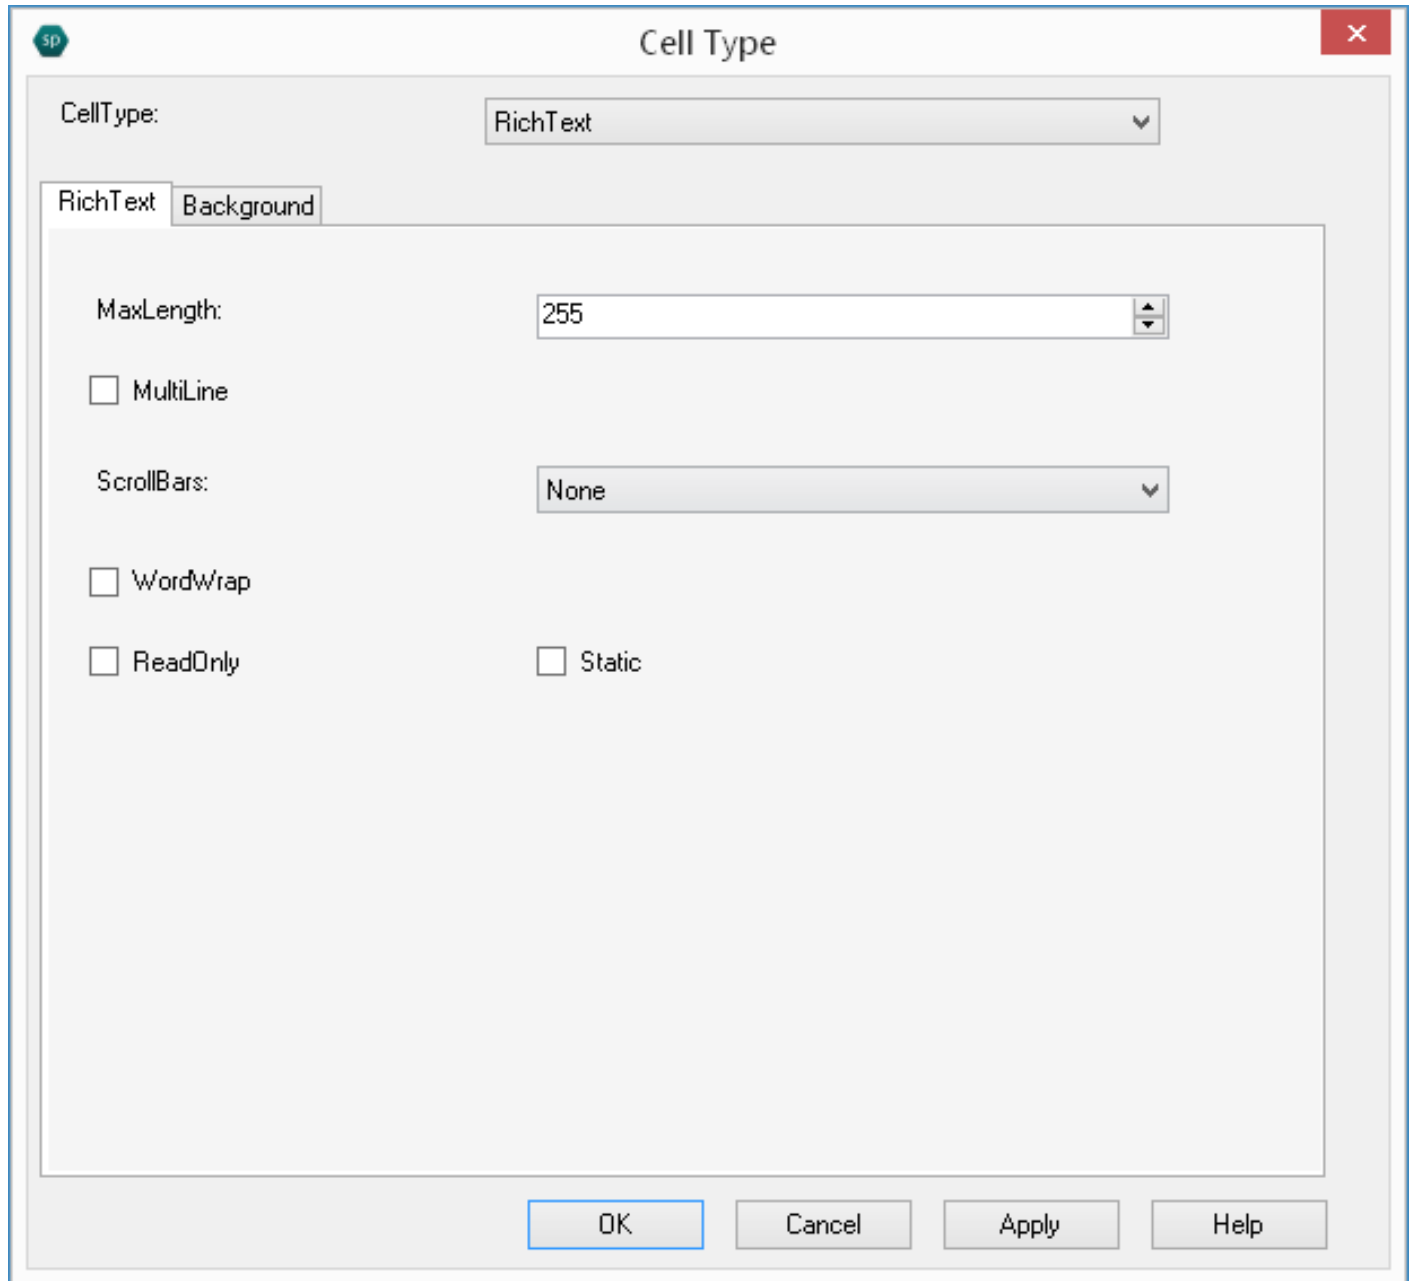 sp
Cell Type
CellType:
RichText
RichText
Background
MaxLength:
255
MultiLine
ScrollBars:
None
WordWrap
ReadOnly
Static
OK
Cancel
Apply
Help